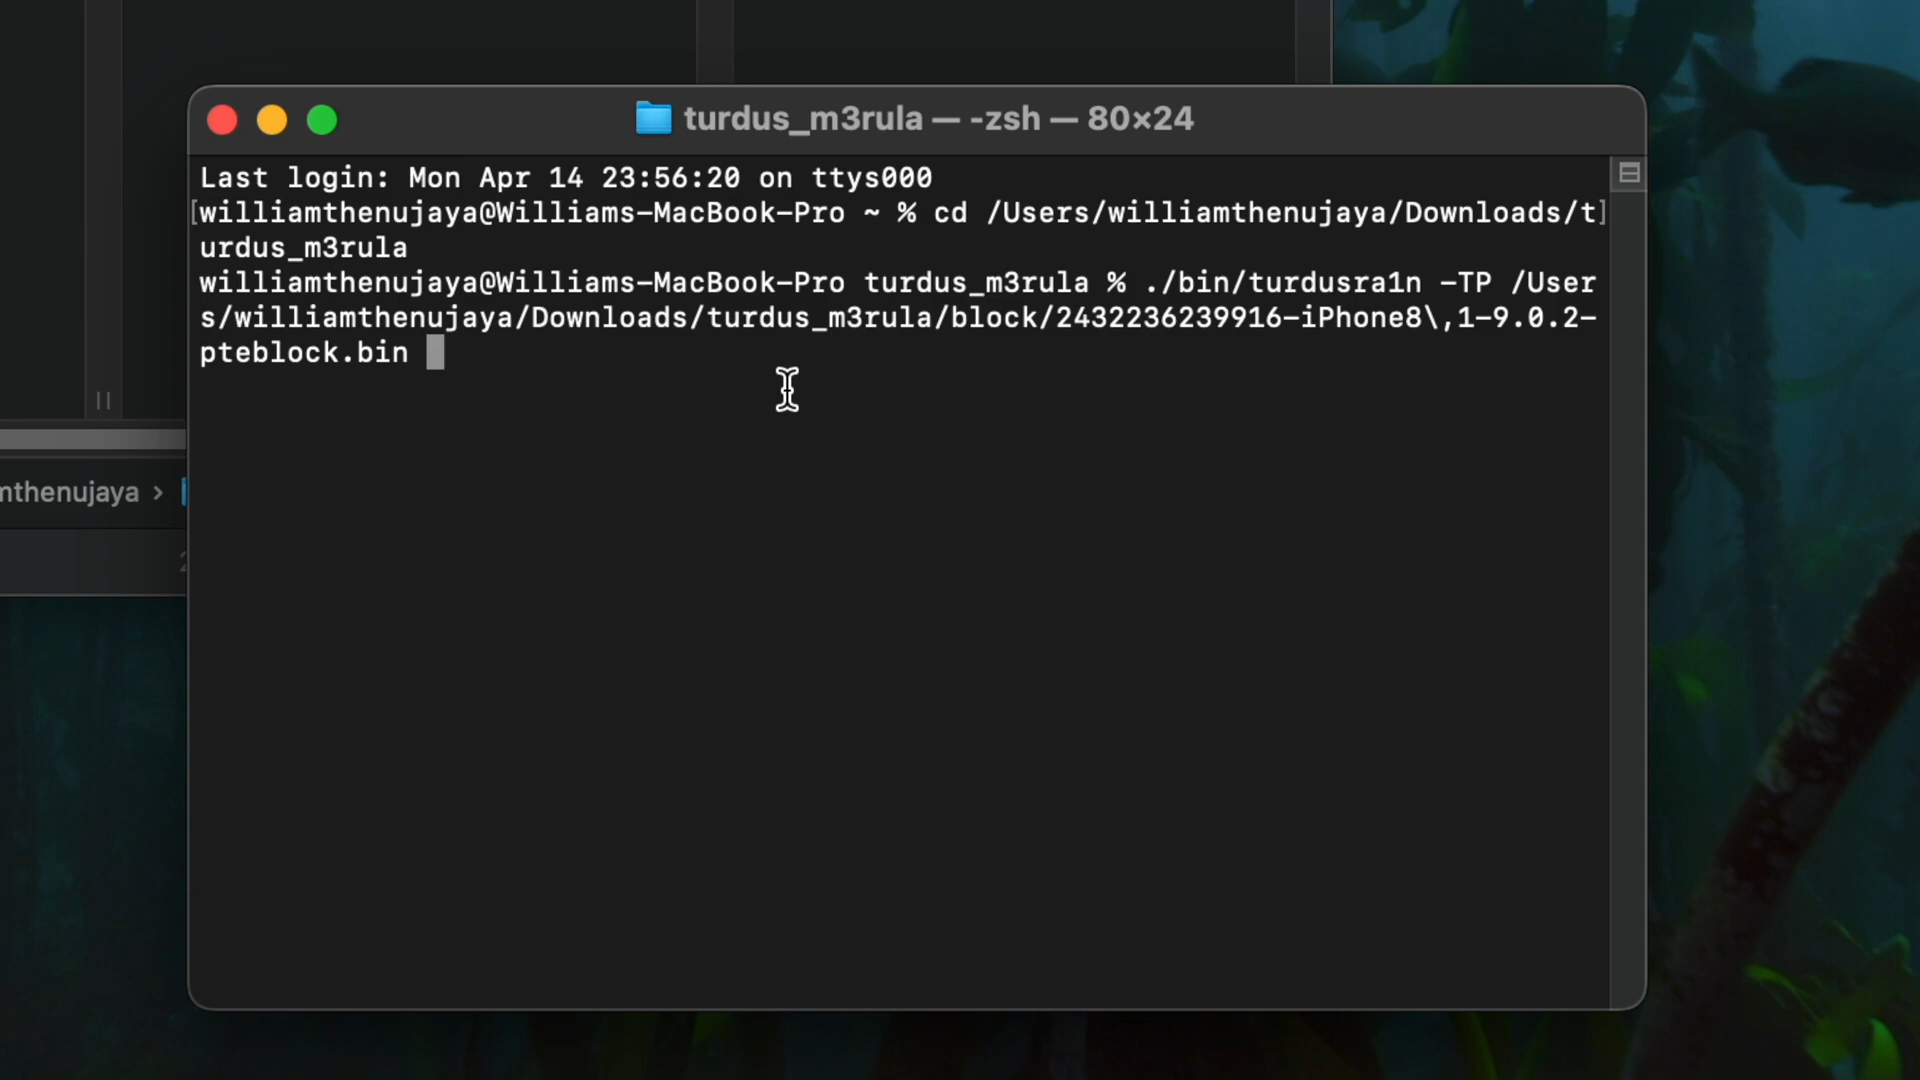 turdus_m3rula — -zsh — 80×24
Last login: Mon Apr 14 23:56:20 on ttys000
[williamthenujaya@Williams-MacBook-Pro ~ % cd /Users/williamthenujaya/Downloads/t]
urdus_m3rula
williamthenujaya@Williams-MacBook-Pro turdus_m3rula % ./bin/turdusra1n -TP /User
s/williamthenujaya/Downloads/turdus_m3rula/block/2432236239916-iPhone8\,1-9.0.2-
pteblock.bin
mthenujaya ›